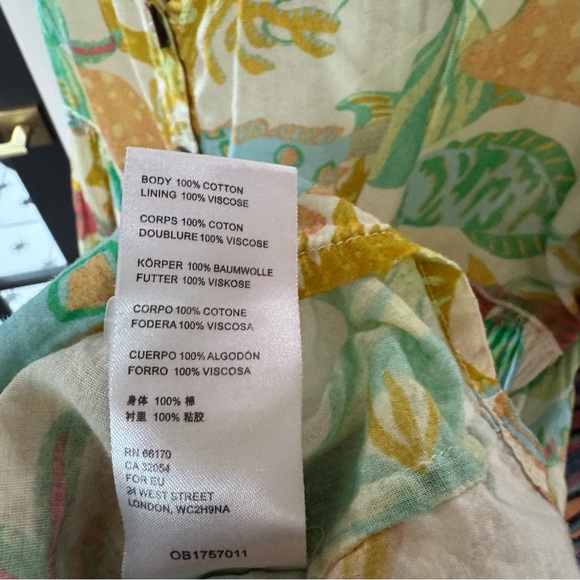 BODY 100% COTTON
LINING 100% VISCOSE
CORPS 100% COTON
DOUBLURE 100% VISCOSE
KÖRPER 100% BAUMWOLLE
FUTTER 100% VISKOSE
CORPO 100% COTONE
FODERA 100% VISCOSA
CUERPO 100% ALGODÓN
FORRO 100% VISCOSA
身体 100% 棉
衬里 100% 粘胶
RN 66170
CA 32054
FOR EU
24 WEST STREET
LONDON, WC2H9NA
OB1757011